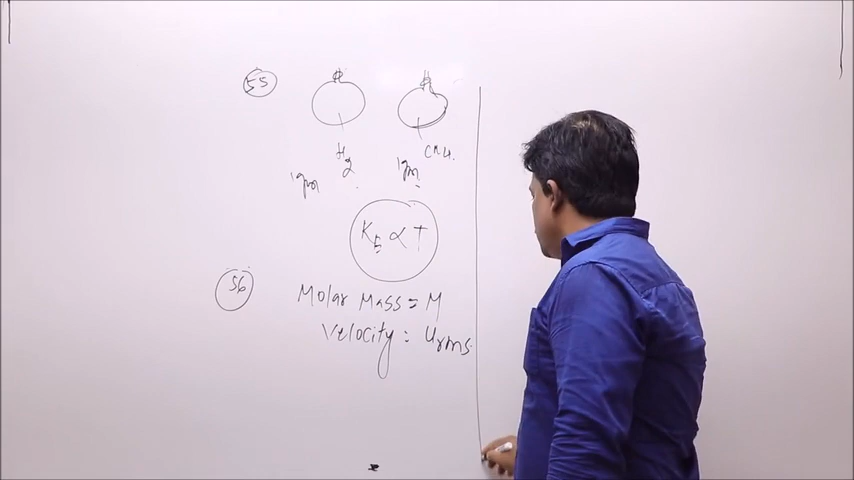 55
H2
CH4.
1gm
1gm
KE ∝ T
56
Molar Mass = M
Velocity = Urms.